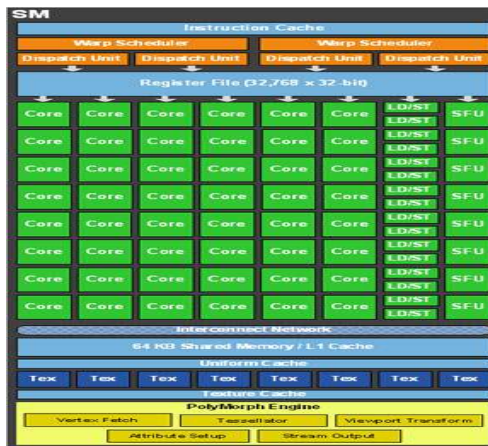 SM
Instruction Cache
Warp Scheduler Warp Scheduler
Dispatch Unit Dispatch Unit Dispatch Unit Dispatch Unit
Register File (32,768 x 32-bit)
LD/ST
Core Core Core Core Core Core SFU
LD/ST
LD/ST
Core Core Core Core Core Core SFU
LD/ST
LD/ST
Core Core Core Core Core Core SFU
LD/ST
LD/ST
Core Core Core Core Core Core SFU
LD/ST
LD/ST
Core Core Core Core Core Core SFU
LD/ST
LD/ST
Core Core Core Core Core Core SFU
LD/ST
LD/ST
Core Core Core Core Core Core SFU
LD/ST
LD/ST
Core Core Core Core Core Core SFU
LD/ST
Interconnect Network
64 KB Shared Memory / L1 Cache
Uniform Cache
Tex Tex Tex Tex Tex Tex Tex Tex
Texture Cache
PolyMorph Engine
Vertex Fetch Tessellator Viewport Transform
Attribute Setup Stream Output